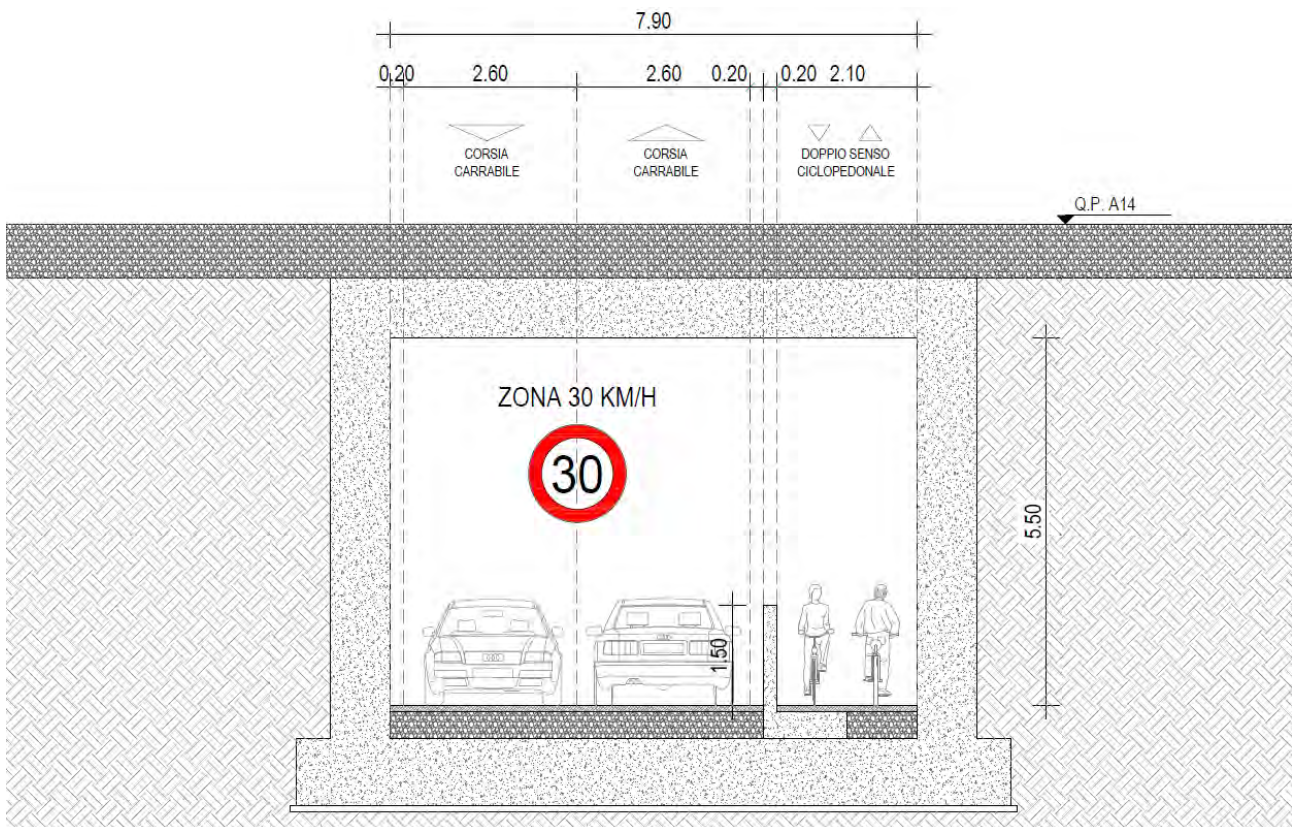 7.90
0.20 2.60 2.60 0.20 0.20 2.10
CORSIA
CARRABILE
CORSIA
CARRABILE
DOPPIO SENSO
CICLOPEDONALE
Q.P. A14
ZONA 30 KM/H
30
5.50
1.50